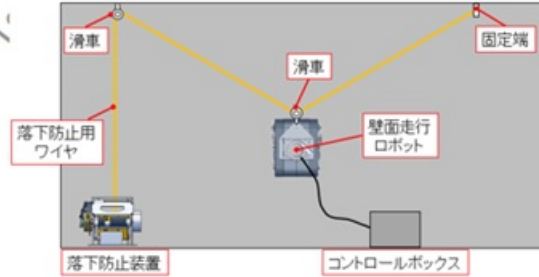 滑車
固定端
滑車
落下防止用
ワイヤ
壁面走行
ロボット
落下防止装置
コントロールボックス